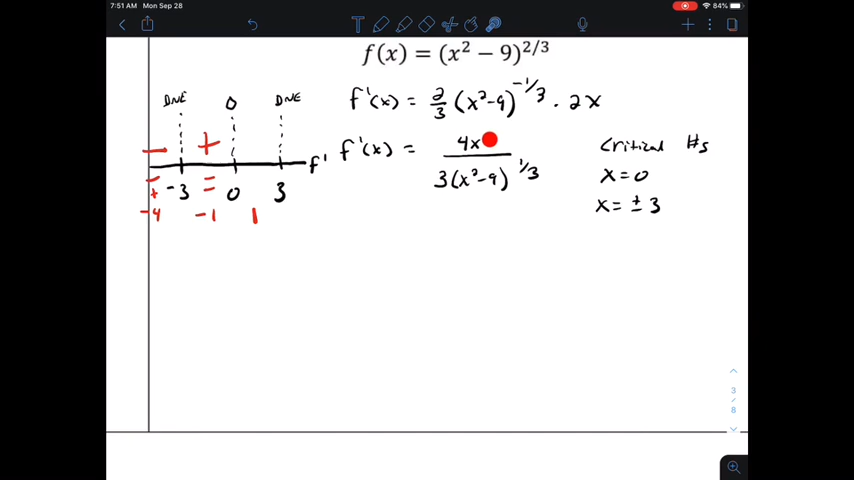 7:51 AM Mon Sep 28
84%
f(x) = (x² − 9)^{2/3}
f'(x) = 2/3 (x²-9)^{-1/3} · 2x
f'(x) = 4x / 3(x²-9)^{1/3}
Critical #s
x = 0
x = ± 3
DNE 0 DNE
− +
f'
-3 0 3
− −
+ −
-4 -1 1
3
/
8